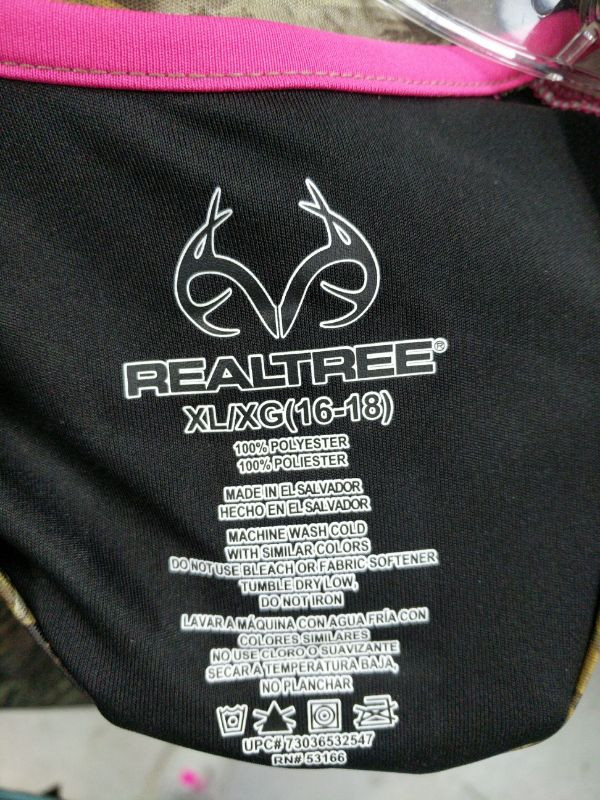 REALTREE®
XL/XG(16-18)
100% POLYESTER
100% POLIESTER
MADE IN EL SALVADOR
HECHO EN EL SALVADOR
MACHINE WASH COLD
WITH SIMILAR COLORS
DO NOT USE BLEACH OR FABRIC SOFTENER
TUMBLE DRY LOW,
DO NOT IRON
LAVAR A MÁQUINA CON AGUA FRÍA CON
COLORES SIMILARES
NO USE CLORO O SUAVIZANTE
SECAR A TEMPERATURA BAJA,
NO PLANCHAR
UPC# 73036532547
RN# 53166